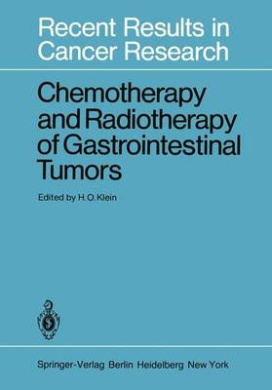 Recent Results in
Cancer Research
Chemotherapy
and Radiotherapy
of Gastrointestinal
Tumors
Edited by H.O.Klein
Springer-Verlag Berlin Heidelberg New York